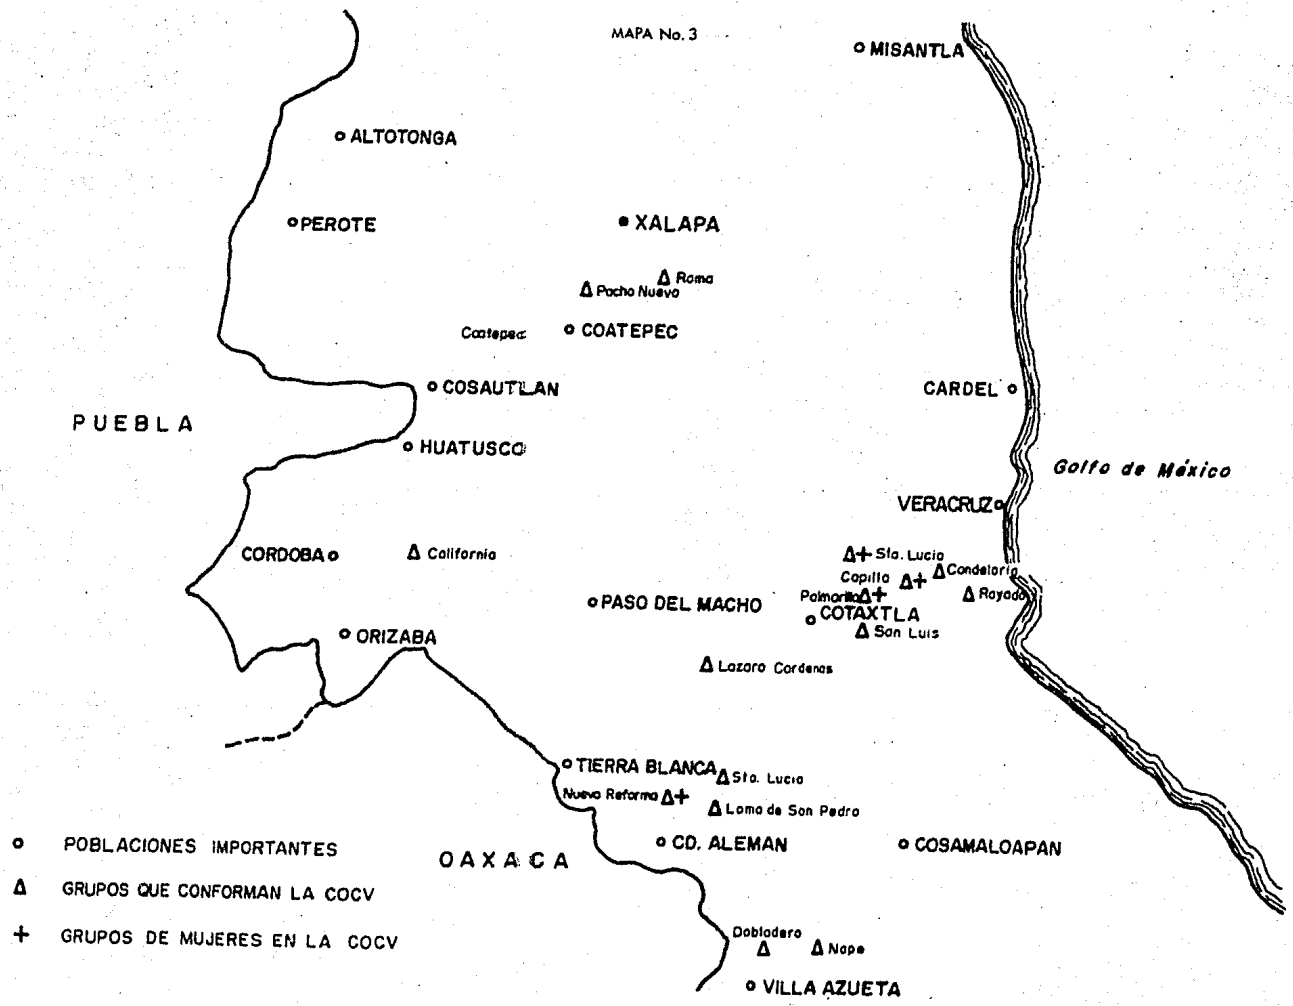 MAPA No. 3
MISANTLA
ALTOTONGA
PEROTE
XALAPA
Roma
Pacho Nuevo
Coatepec
COATEPEC
COSAUTLAN
CARDEL
PUEBLA
HUATUSCO
Golfo de México
VERACRUZ
CORDOBA
California
Sta. Lucia
Candelaria
Capilla
Palmorilla
Rayado
PASO DEL MACHO
COTAXTLA
ORIZABA
San Luis
Lazaro Cardenas
TIERRA BLANCA
Sta. Lucia
Nueva Reforma
Loma de San Pedro
POBLACIONES IMPORTANTES
OAXACA
CD. ALEMAN
COSAMALOAPAN
GRUPOS QUE CONFORMAN LA COCV
GRUPOS DE MUJERES EN LA COCV
Dobladero
Nape
VILLA AZUETA